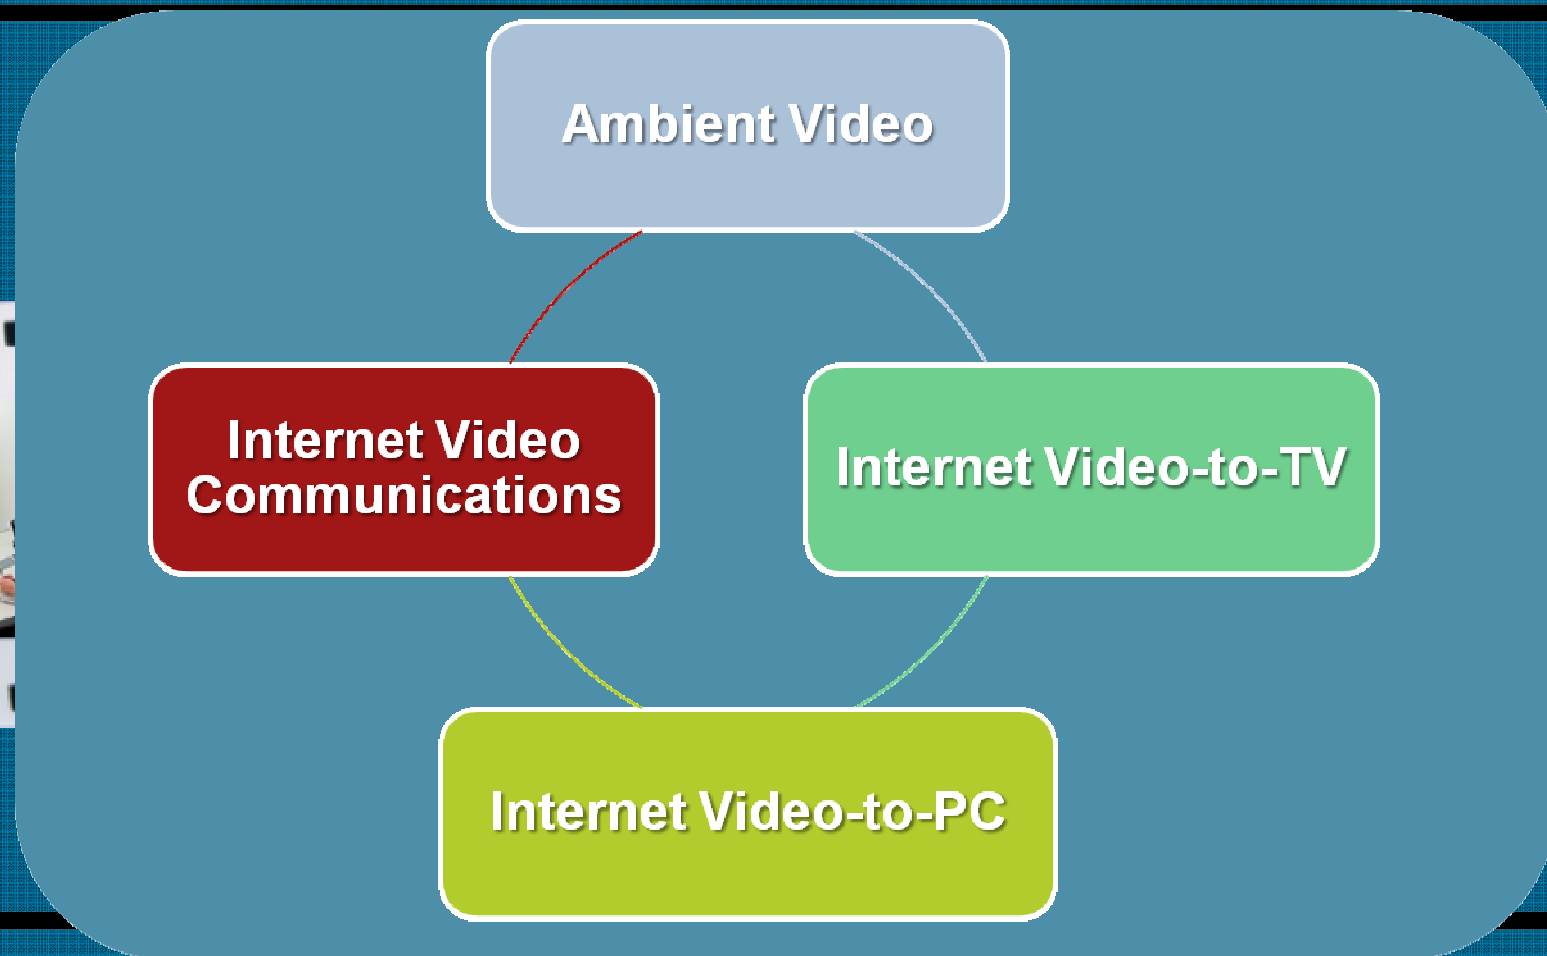 Ambient Video
Internet Video
Communications
Internet Video-to-TV
Internet Video-to-PC